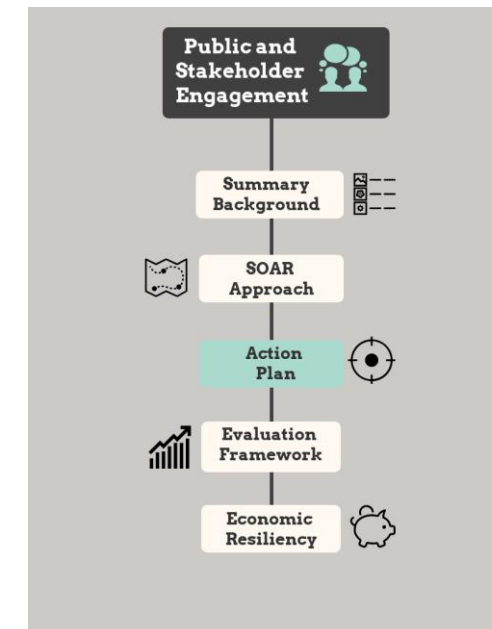 Public and
Stakeholder
Engagement
Summary
Background
SOAR
Approach
Action
Plan
Evaluation
Framework
Economic
Resiliency